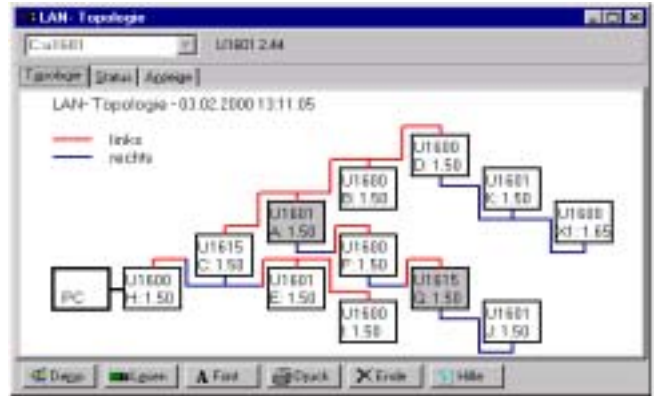 LAN- Topologie
C:u1601 U1601 2.44
Topologie Status Anzeige
LAN- Topologie - 03.02.2000 13:11:05
links
rechts
U1600
D: 1.50
U1600
B: 1.50
U1601
K: 1.50
U1601
A: 1.50
U1600
X1: 1.65
U1615
C: 1.50
U1600
F: 1.50
PC
U1600
H: 1.50
U1601
E: 1.50
U1615
G: 1.50
U1600
I: 1.50
U1601
J: 1.50
Lesen A Font Druck Ende Hilfe